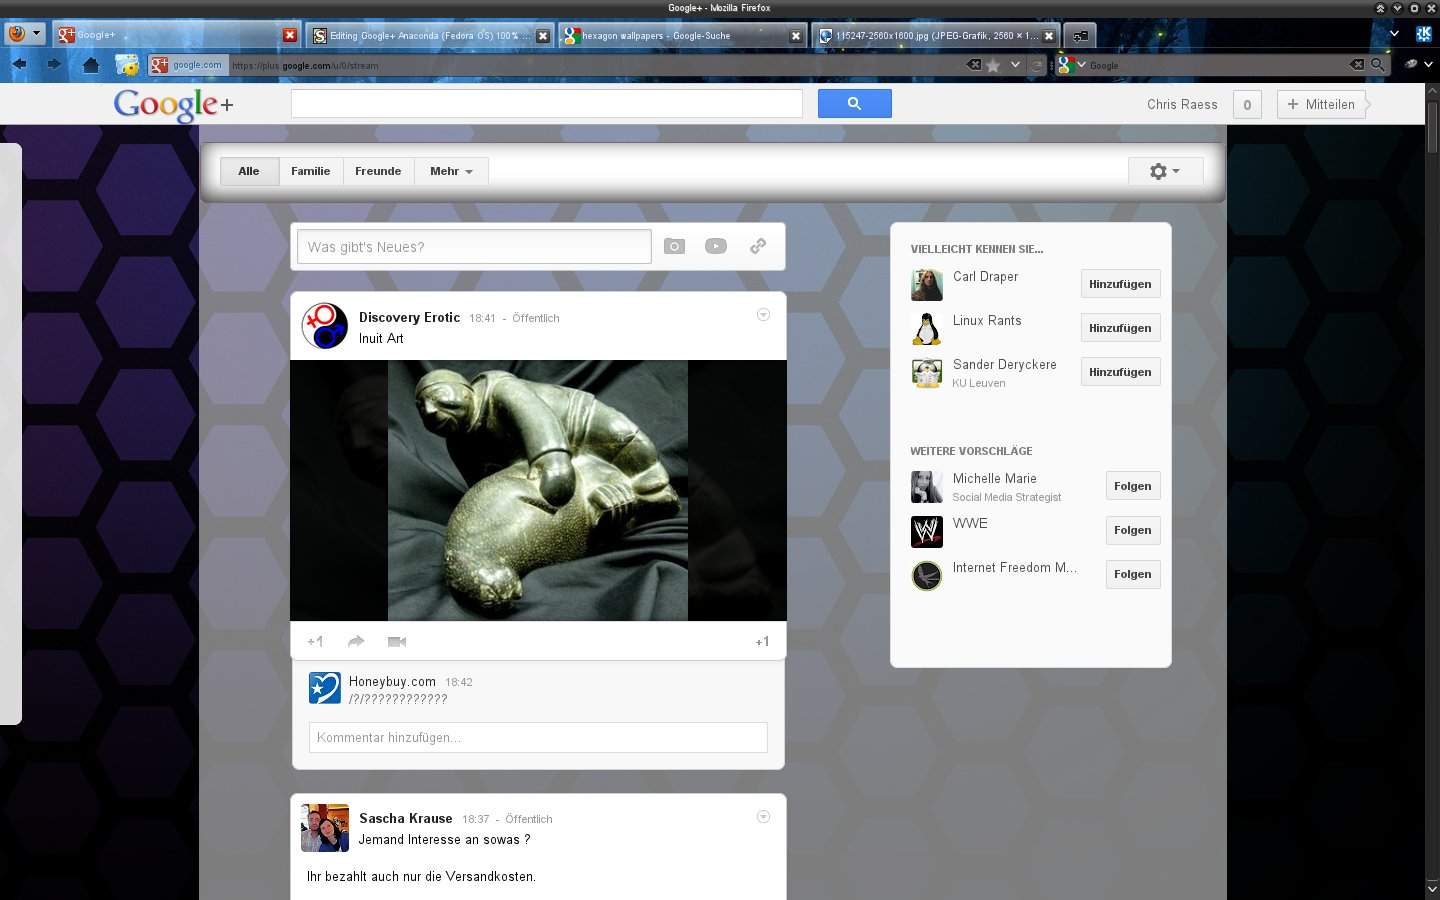 Google+ - Mozilla Firefox
Google+
Editing Google+ Anaconda (Fedora OS) 100% ...
hexagon wallpapers - Google-Suche
115247-2560x1600.jpg (JPEG-Grafik, 2560 × 1...
google.com
https://plus.google.com/u/0/stream
Google
Google+
Chris Raess
0
+ Mitteilen
Alle
Familie
Freunde
Mehr
Was gibt's Neues?
Discovery Erotic 18:41 - Öffentlich
Inuit Art
+1
+1
Honeybuy.com 18:42
/?/????????????
Kommentar hinzufügen...
Sascha Krause 18:37 - Öffentlich
Jemand Interesse an sowas ?
Ihr bezahlt auch nur die Versandkosten.
VIELLEICHT KENNEN SIE...
Carl Draper
Hinzufügen
Linux Rants
Hinzufügen
Sander Deryckere
KU Leuven
Hinzufügen
WEITERE VORSCHLÄGE
Michelle Marie
Social Media Strategist
Folgen
WWE
Folgen
Internet Freedom M...
Folgen